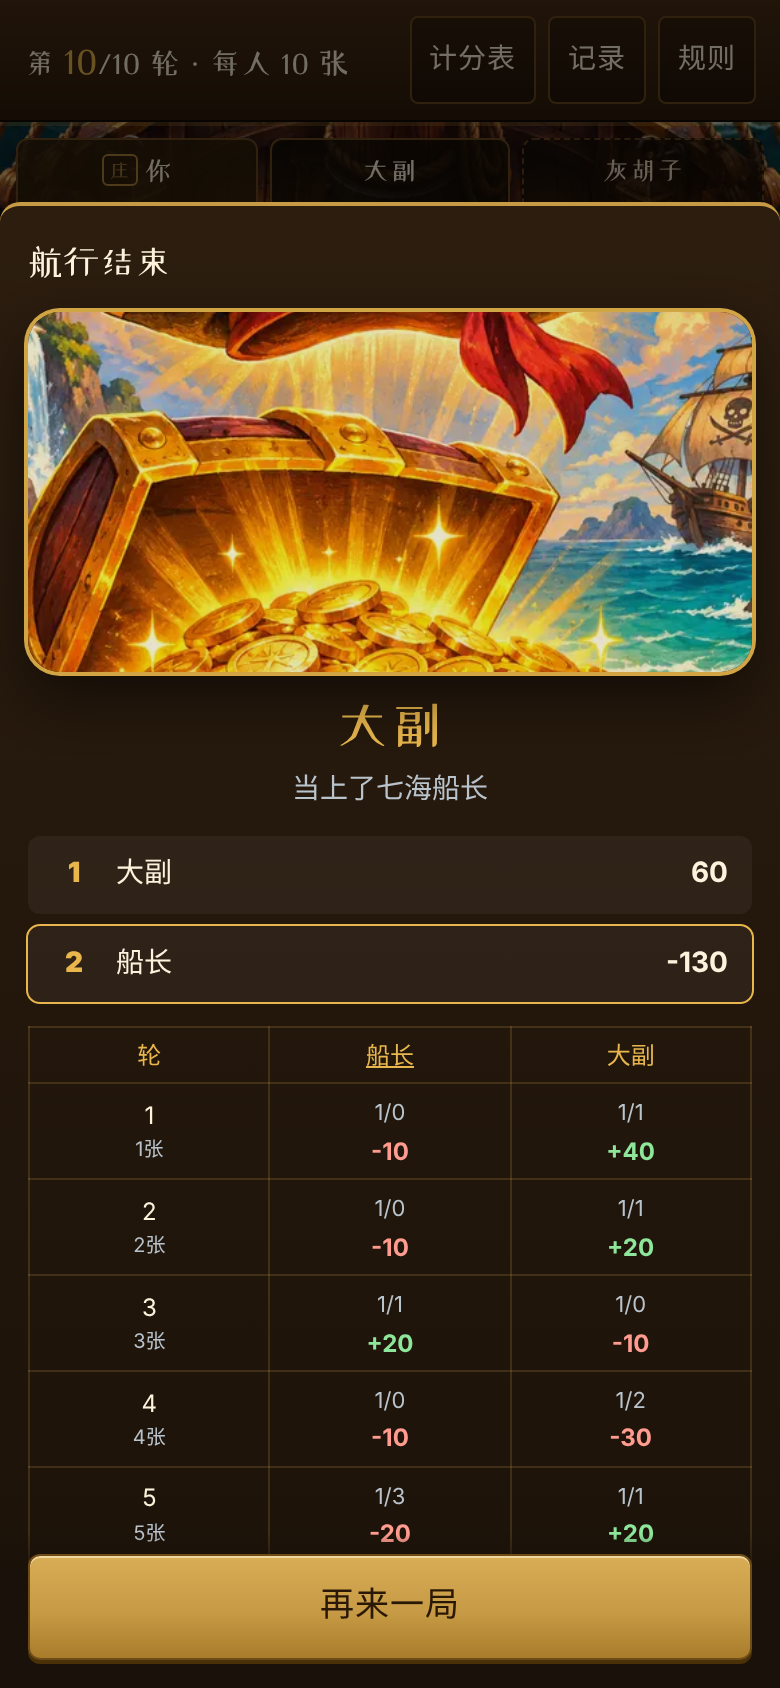 第 10/10 轮 · 每人 10 张
计分表
记录
规则
庄 你
大副
灰胡子
航行结束
大副
当上了七海船长
1 大副 60
2 船长 -130
轮 船长 大副
1 1/0 1/1
1张 -10 +40
2 1/0 1/1
2张 -10 +20
3 1/1 1/0
3张 +20 -10
4 1/0 1/2
4张 -10 -30
5 1/3 1/1
5张 -20 +20
再来一局